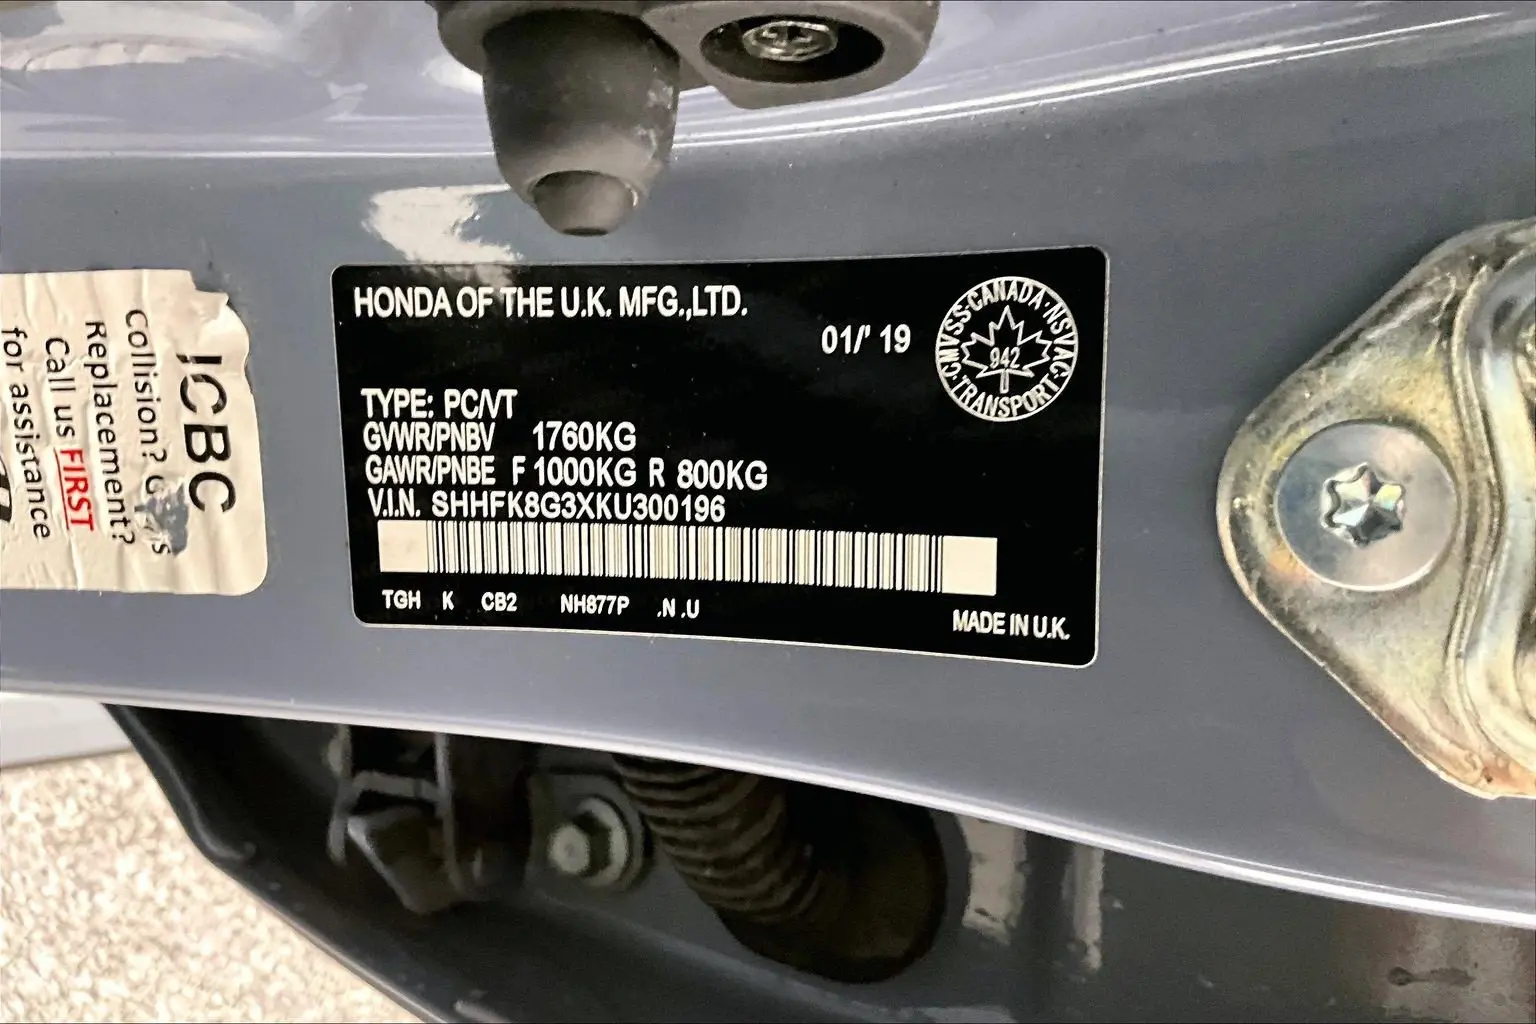 HONDA OF THE U.K. MFG.,LTD.
01/' 19
CMVSS·CANADA·NSVAC·TRANSPORT·
942
TYPE: PC/VT
GVWR/PNBV 1760KG
GAWR/PNBE F 1000KG R 800KG
V.I.N. SHHFK8G3XKU300196
TGH K CB2 NH877P .N .U
MADE IN U.K.
ICBC
Collision?
Replacement?
Call us FIRST
for assistance